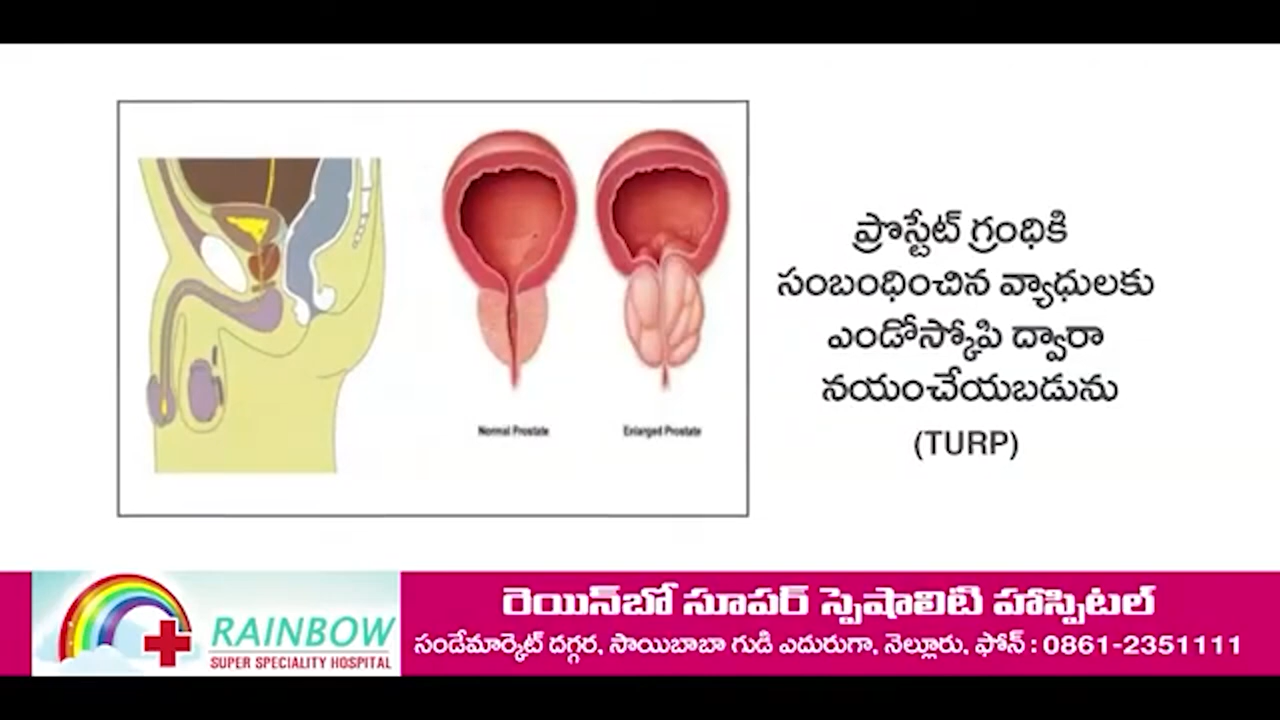 ప్రొస్టేట్ గ్రంధికి
సంబంధించిన వ్యాధులకు
ఎండోస్కోపి ద్వారా
నయంచేయబడును
(TURP)
Normal Prostate
Enlarged Prostate
RAINBOW
SUPER SPECIALITY HOSPITAL
రెయిన్‌బో సూపర్ స్పెషాలిటి హాస్పిటల్
సండేమార్కెట్ దగ్గర, సాయిబాబా గుడి ఎదురుగా, నెల్లూరు, ఫోన్ : 0861-2351111